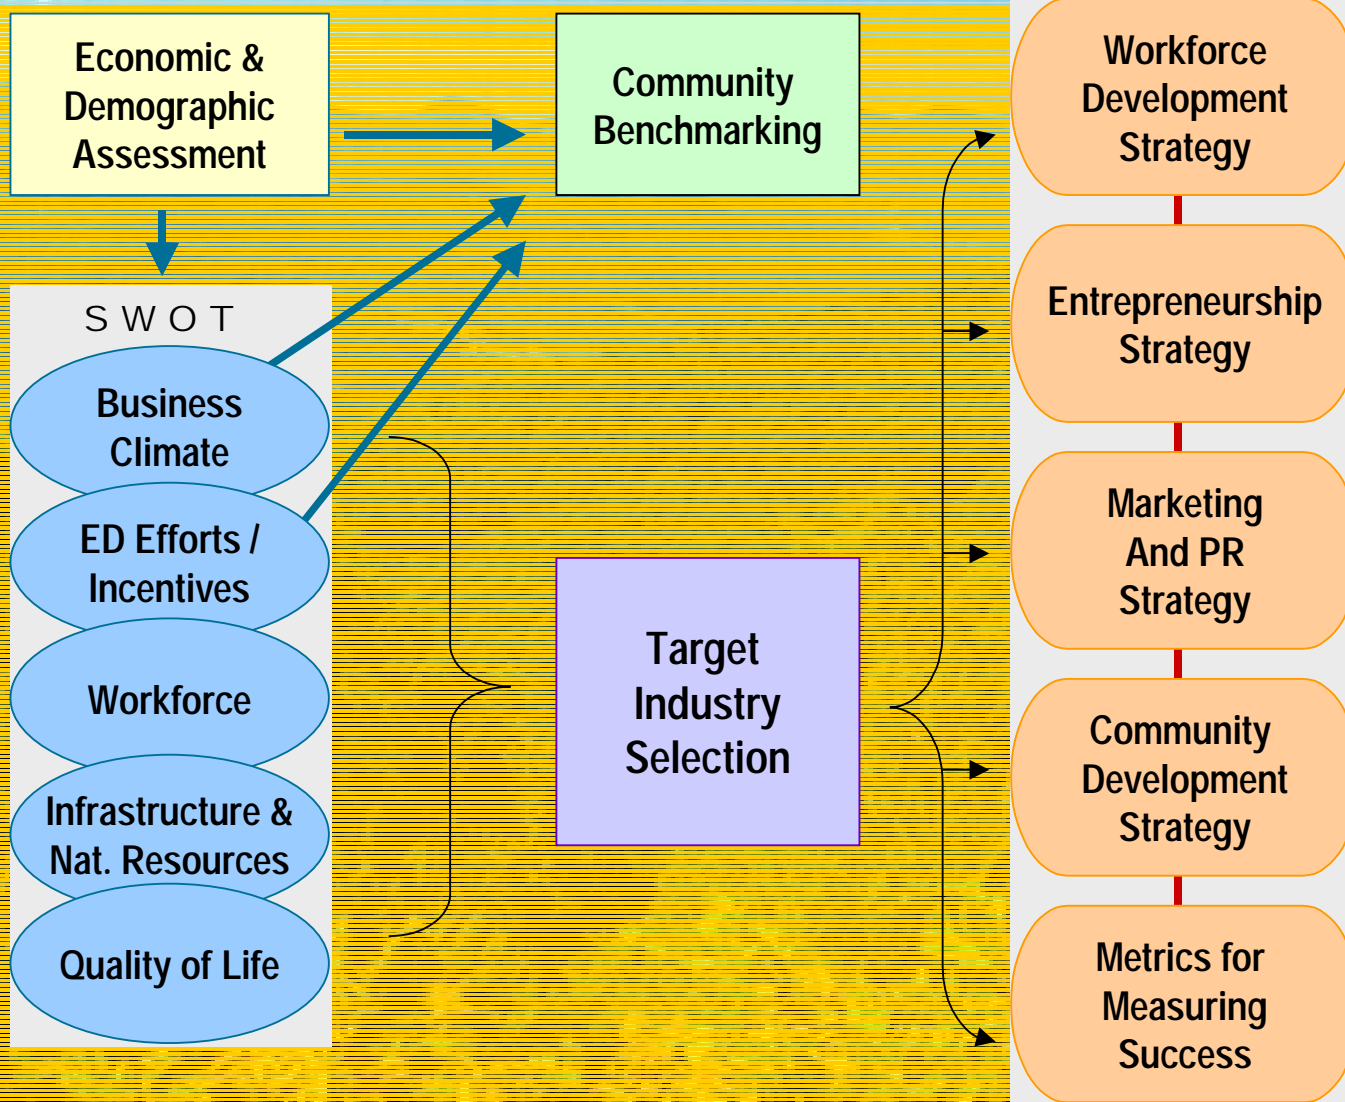 Economic &
Demographic
Assessment
Community
Benchmarking
S W O T
Business
Climate
ED Efforts /
Incentives
Workforce
Infrastructure &
Nat. Resources
Quality of Life
Target
Industry
Selection
Workforce
Development
Strategy
Entrepreneurship
Strategy
Marketing
And PR
Strategy
Community
Development
Strategy
Metrics for
Measuring
Success